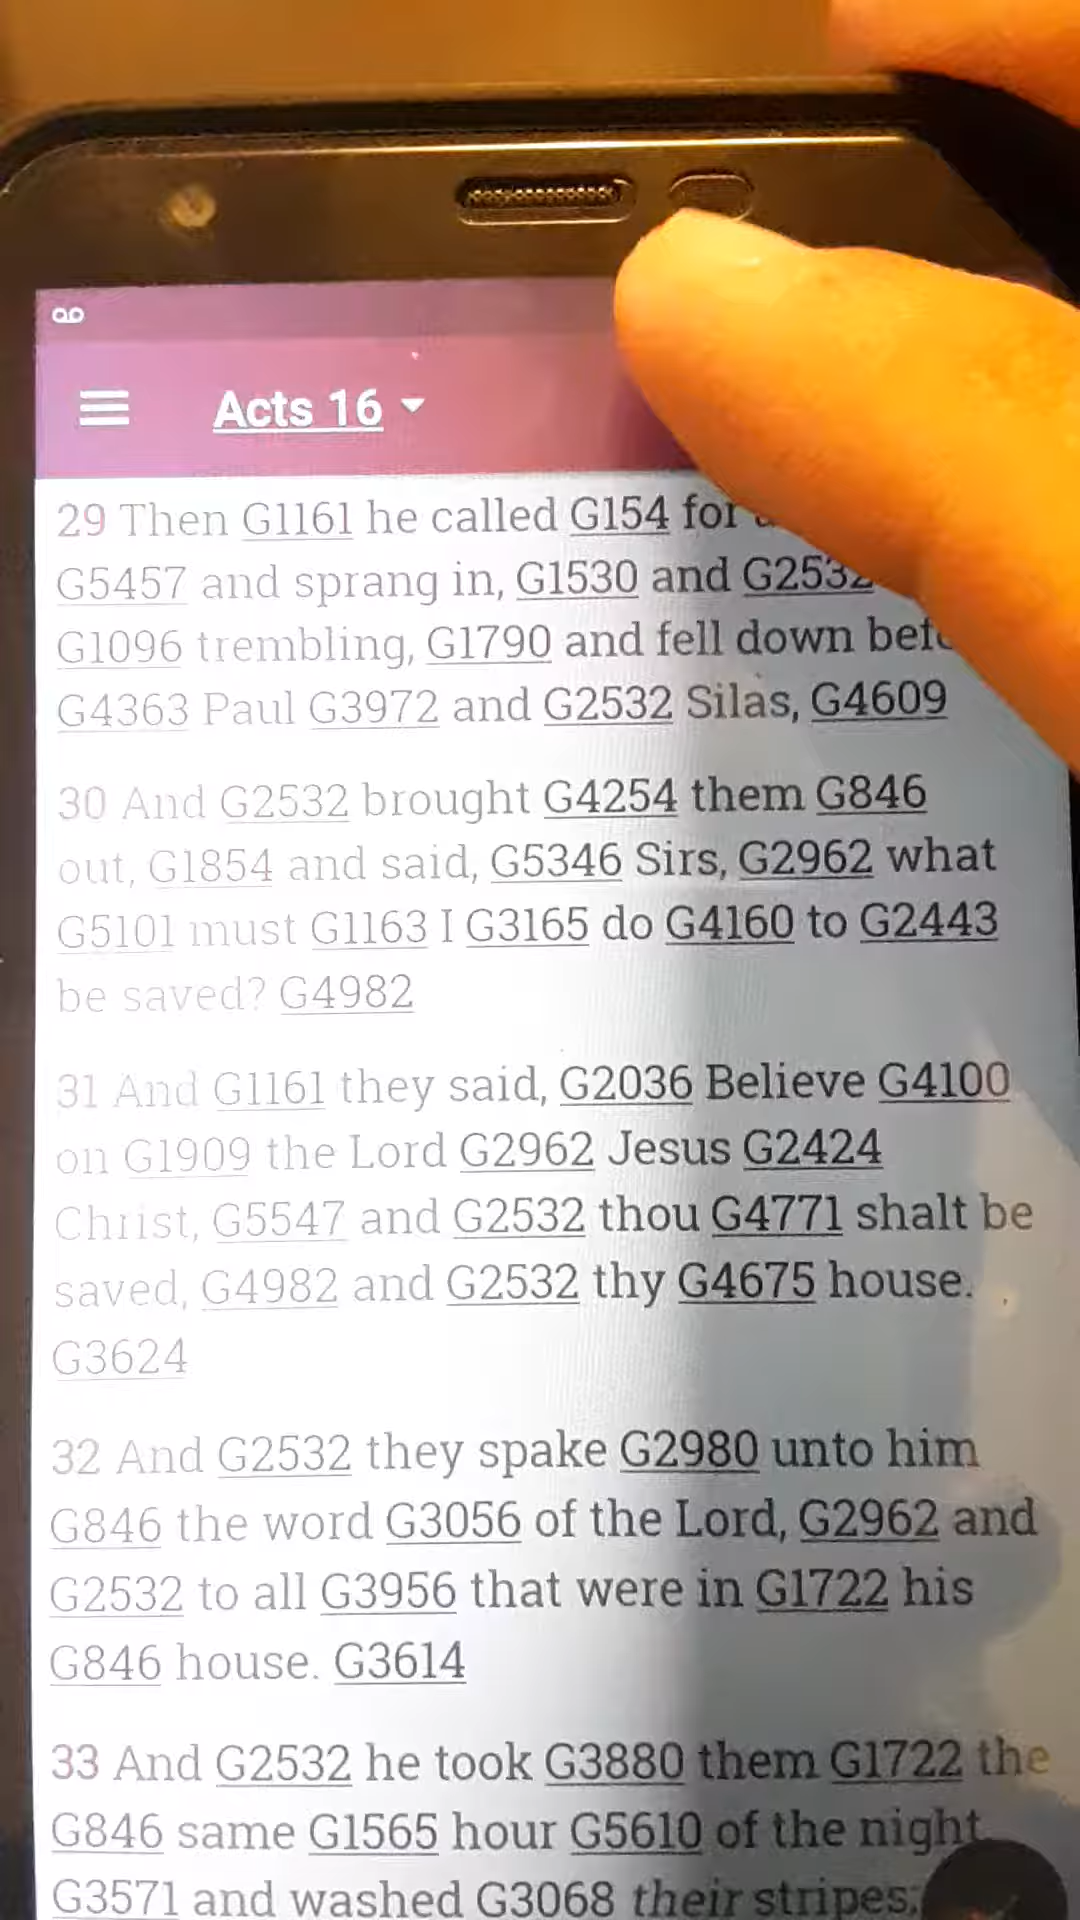 Acts 16
29 Then G1161 he called G154 for
G5457 and sprang in, G1530 and G2532
G1096 trembling, G1790 and fell down
G4363 Paul G3972 and G2532 Silas, G4609
30 And G2532 brought G4254 them G846
out, G1854 and said, G5346 Sirs, G2962 what
G5101 must G1163 I G3165 do G4160 to G2443
be saved? G4982
31 And G1161 they said, G2036 Believe G4100
on G1909 the Lord G2962 Jesus G2424
Christ, G5547 and G2532 thou G4771 shalt be
saved, G4982 and G2532 thy G4675 house.
G3624
32 And G2532 they spake G2980 unto him
G846 the word G3056 of the Lord, G2962 and
G2532 to all G3956 that were in G1722 his
G846 house. G3614
33 And G2532 he took G3880 them G1722 the
G846 same G1565 hour G5610 of the night
G3571 and washed G3068 their stripes;